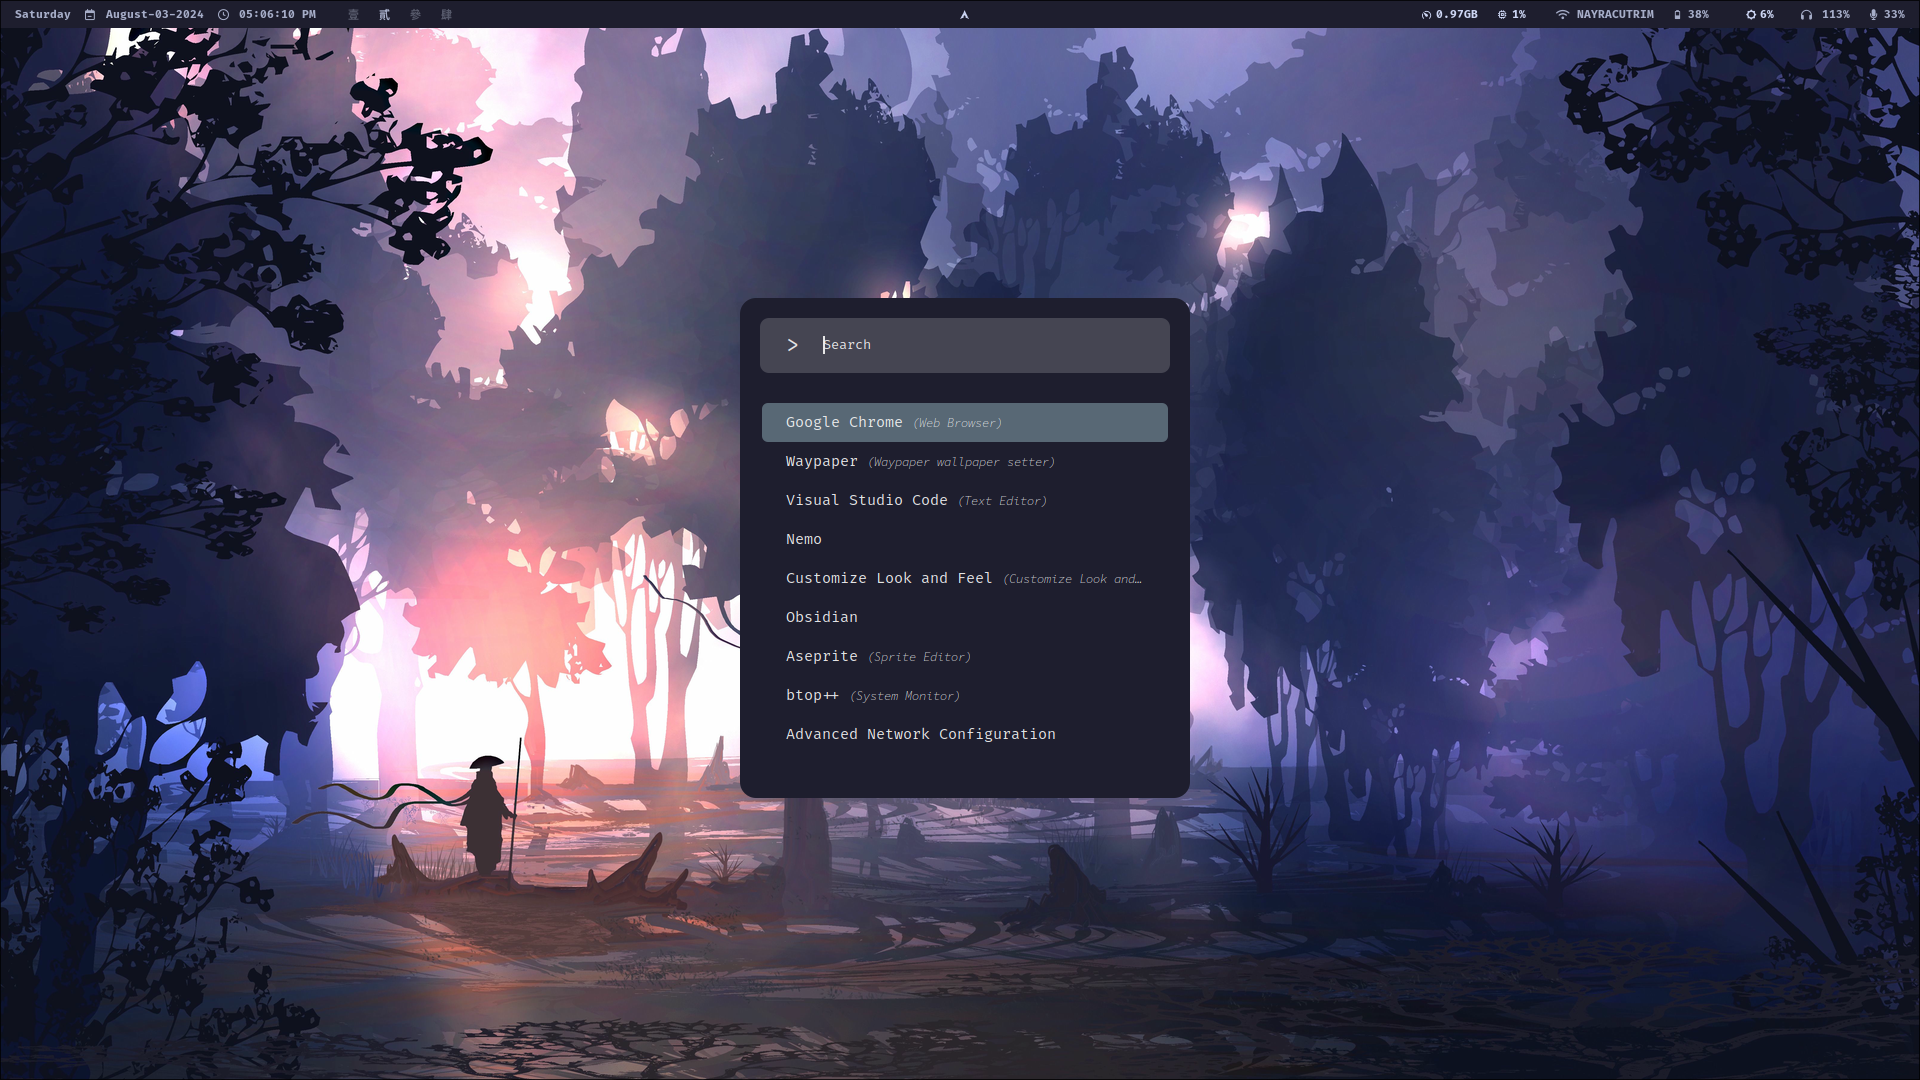 Saturday August-03-2024 05:06:10 PM 壹 貳 參 肆 0.97GB 1% NAYRACUTRIM 38% 6% 113% 33%
> Search
Google Chrome (Web Browser)
Waypaper (Waypaper wallpaper setter)
Visual Studio Code (Text Editor)
Nemo
Customize Look and Feel (Customize Look and…
Obsidian
Aseprite (Sprite Editor)
btop++ (System Monitor)
Advanced Network Configuration